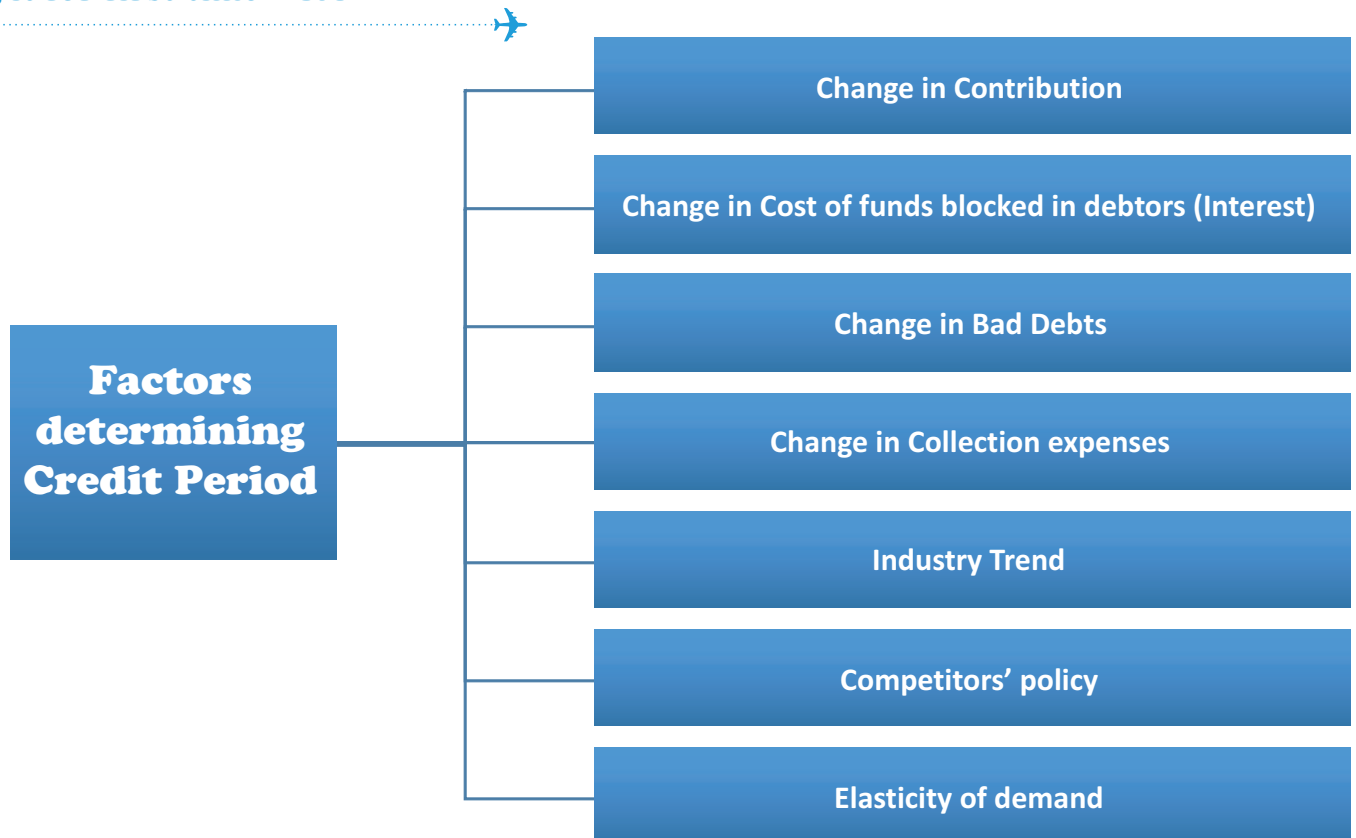 Factors
determining
Credit Period
Change in Contribution
Change in Cost of funds blocked in debtors (Interest)
Change in Bad Debts
Change in Collection expenses
Industry Trend
Competitors’ policy
Elasticity of demand